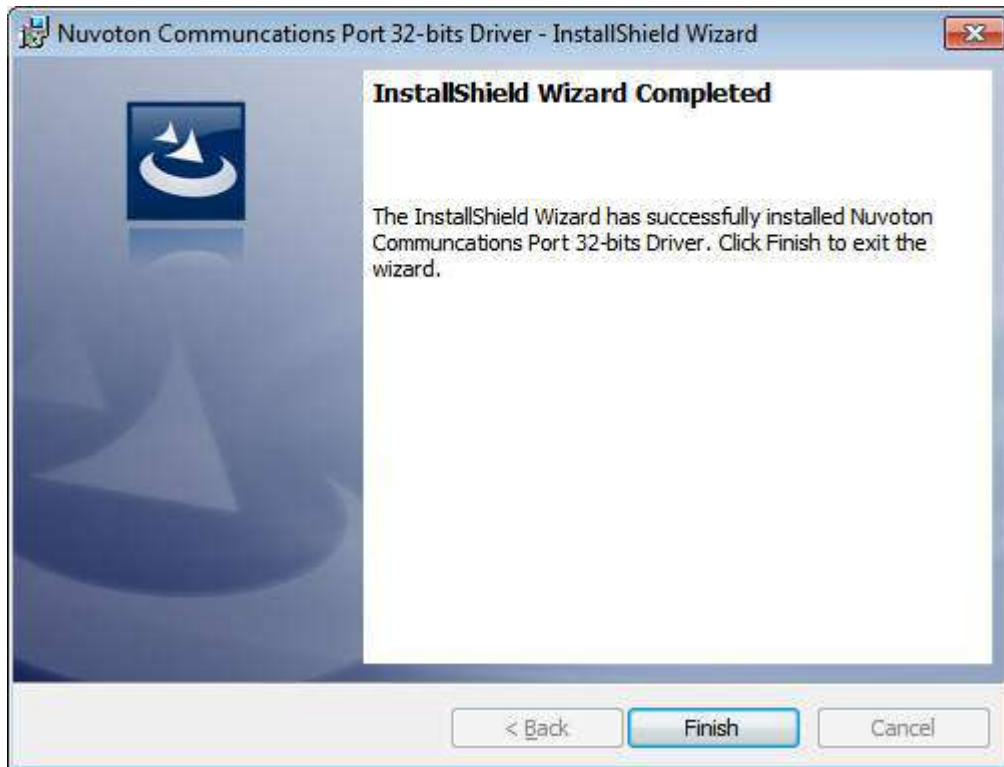 Nuvoton Communcations Port 32-bits Driver - InstallShield Wizard
InstallShield Wizard Completed
The InstallShield Wizard has successfully installed Nuvoton
Communcations Port 32-bits Driver. Click Finish to exit the
wizard.
< Back
Finish
Cancel